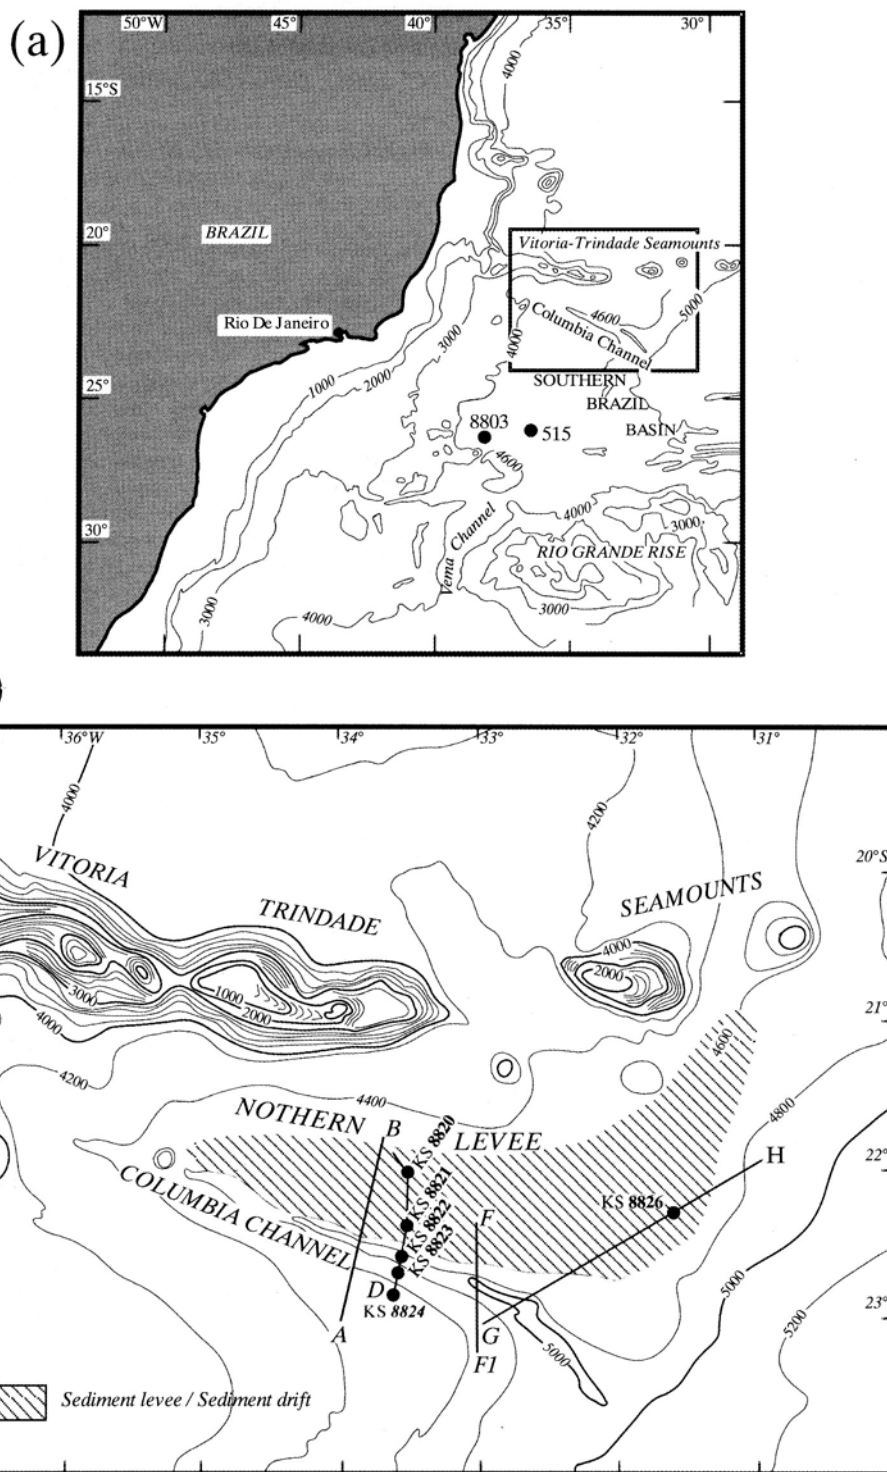 (a)
50°W 45° 35° 30°
4000
15°S
BRAZIL
20°
Vitoria-Trindade Seamounts
Rio De Janeiro
4600
5000
Columbia Channel
3000
4000
1000
2000
SOUTHERN
BRAZIL
BASIN
25°
8803
515
4600
4000
3000
Vema Channel
30°
RIO GRANDE RISE
3000
3000
4000
40°
)
36°W 35° 34° 33° 32° 31°
4000
4200
20°S
VITORIA
TRINDADE
SEAMOUNTS
4000
2000
3000
1000
2000
4000
21°
4600
4200
4400
4800
NOTHERN
LEVEE
B
KS 8820
KS 8821
KS 8822
KS 8823
H
22°
COLUMBIA CHANNEL
KS 8826
F
D
KS 8824
5000
23°
5200
A
G
F1
5000
Sediment levee / Sediment drift